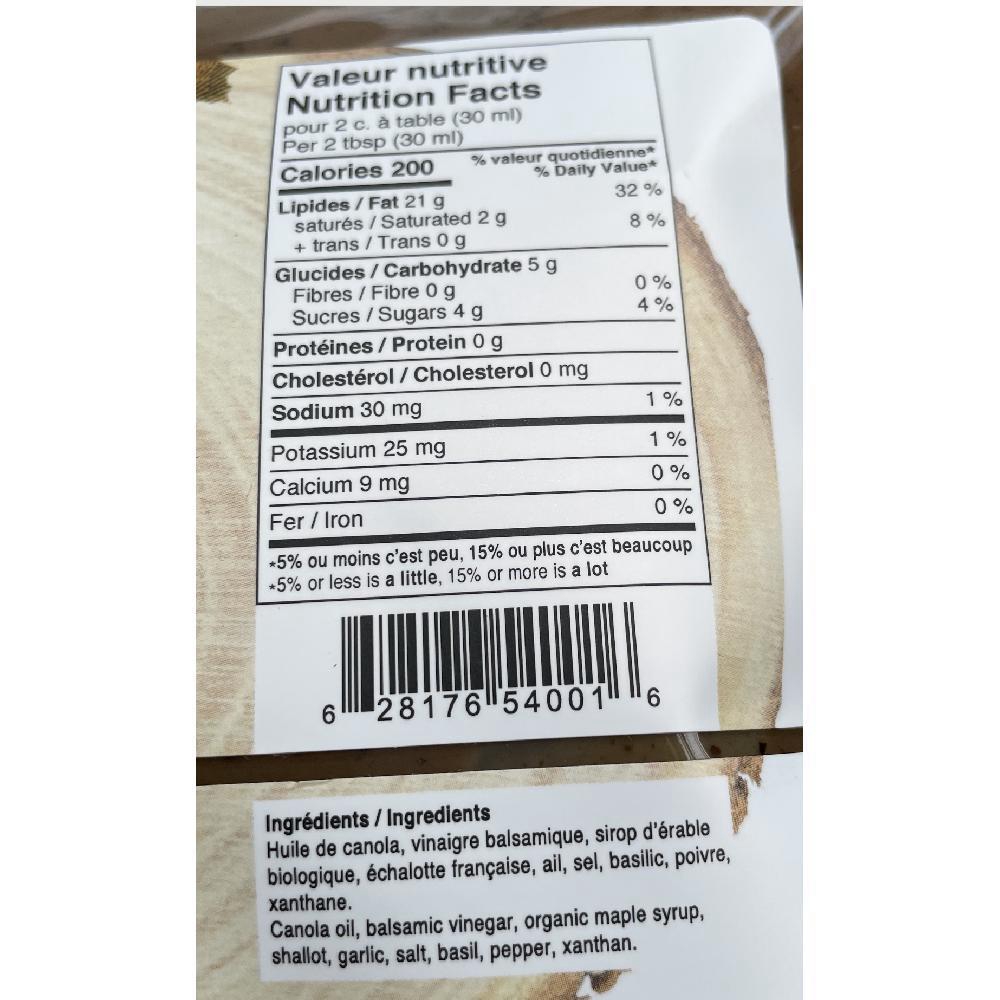 Valeur nutritive
Nutrition Facts
pour 2 c. à table (30 ml)
Per 2 tbsp (30 ml)
Calories 200
% valeur quotidienne*
% Daily Value*
Lipides / Fat 21 g 32 %
saturés / Saturated 2 g
+ trans / Trans 0 g 8 %
Glucides / Carbohydrate 5 g
Fibres / Fibre 0 g 0 %
Sucres / Sugars 4 g 4 %
Protéines / Protein 0 g
Cholestérol / Cholesterol 0 mg
Sodium 30 mg 1 %
Potassium 25 mg 1 %
Calcium 9 mg 0 %
Fer / Iron 0 %
*5% ou moins c'est peu, 15% ou plus c'est beaucoup
*5% or less is a little, 15% or more is a lot
6 28176 54001 6
Ingrédients / Ingredients
Huile de canola, vinaigre balsamique, sirop d'érable
biologique, échalotte française, ail, sel, basilic, poivre,
xanthane.
Canola oil, balsamic vinegar, organic maple syrup,
shallot, garlic, salt, basil, pepper, xanthan.